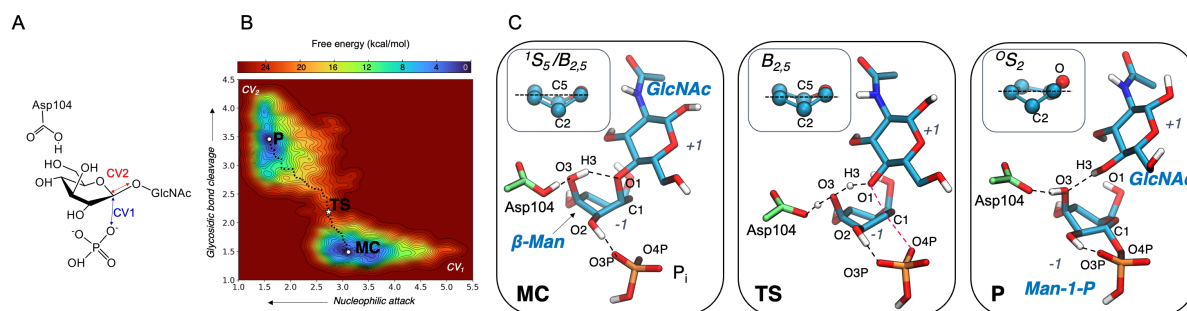 A
Asp104
O
O
H
OH
OH
HO
HO
CV2
O
GlcNAc
CV1
-O
O-
P
O
OH
B
Free energy (kcal/mol)
24 20 16 12 8 4 0
Glycosidic bond cleavage
4.5
4.0
3.5
3.0
2.5
2.0
1.5
1.0
CV2
P
TS
MC
CV1
1.0 1.5 2.0 2.5 3.0 3.5 4.0 4.5 5.0 5.5
Nucleophilic attack
C
1S5/B2,5
C5
C2
GlcNAc
+1
O3
H3
O1
Asp104
C1
-1
O2
β-Man
O4P
O3P
Pi
MC
B2,5
C5
C2
+1
H3
O3
O1
Asp104
C1
O2
-1
O4P
O3P
TS
OS2
O
C2
+1
H3
GlcNAc
O3
O1
Asp104
C1
O4P
O3P
-1
Man-1-P
P